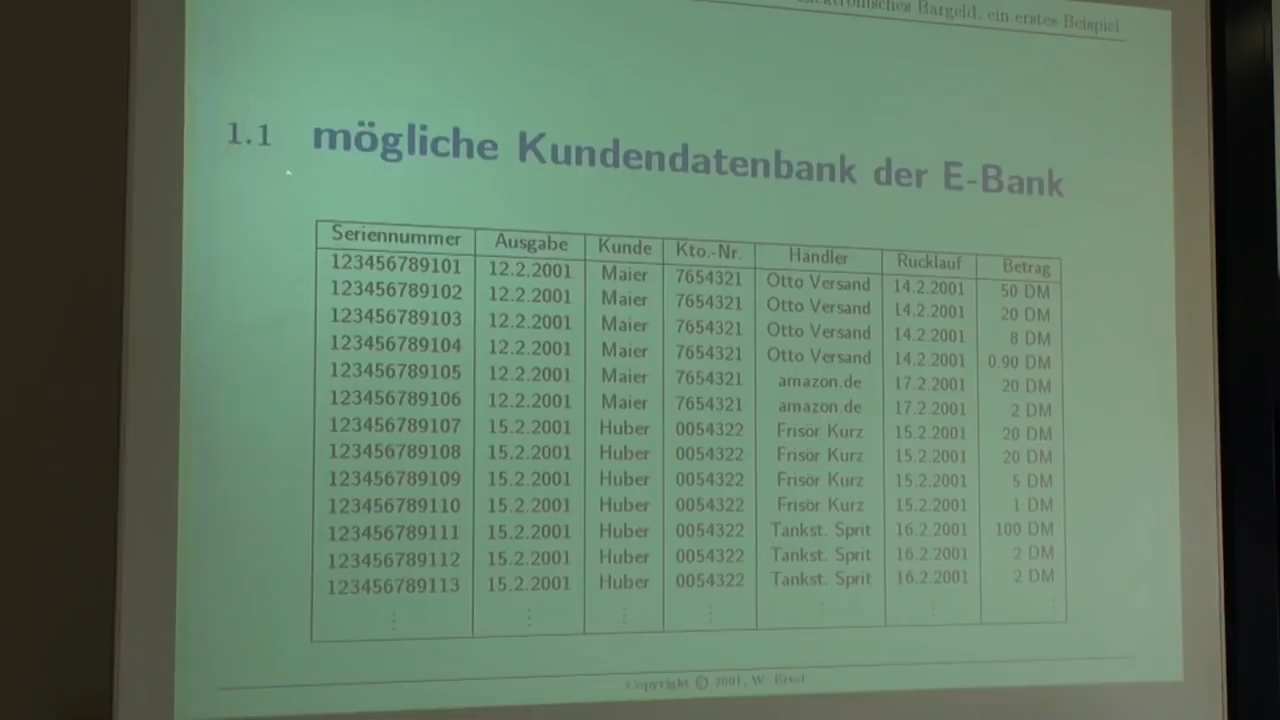 Elektronisches Bargeld, ein erstes Beispiel
1.1 mögliche Kundendatenbank der E-Bank
Seriennummer Ausgabe Kunde Kto.-Nr. Händler Rücklauf Betrag
123456789101 12.2.2001 Maier 7654321 Otto Versand 14.2.2001 50 DM
123456789102 12.2.2001 Maier 7654321 Otto Versand 14.2.2001 20 DM
123456789103 12.2.2001 Maier 7654321 Otto Versand 14.2.2001 8 DM
123456789104 12.2.2001 Maier 7654321 Otto Versand 14.2.2001 0.90 DM
123456789105 12.2.2001 Maier 7654321 amazon.de 17.2.2001 20 DM
123456789106 12.2.2001 Maier 7654321 amazon.de 17.2.2001 2 DM
123456789107 15.2.2001 Huber 0054322 Frisör Kurz 15.2.2001 20 DM
123456789108 15.2.2001 Huber 0054322 Frisör Kurz 15.2.2001 20 DM
123456789109 15.2.2001 Huber 0054322 Frisör Kurz 15.2.2001 5 DM
123456789110 15.2.2001 Huber 0054322 Frisör Kurz 15.2.2001 1 DM
123456789111 15.2.2001 Huber 0054322 Tankst. Sprit 16.2.2001 100 DM
123456789112 15.2.2001 Huber 0054322 Tankst. Sprit 16.2.2001 2 DM
123456789113 15.2.2001 Huber 0054322 Tankst. Sprit 16.2.2001 2 DM
Copyright © 2001, W. Ertel